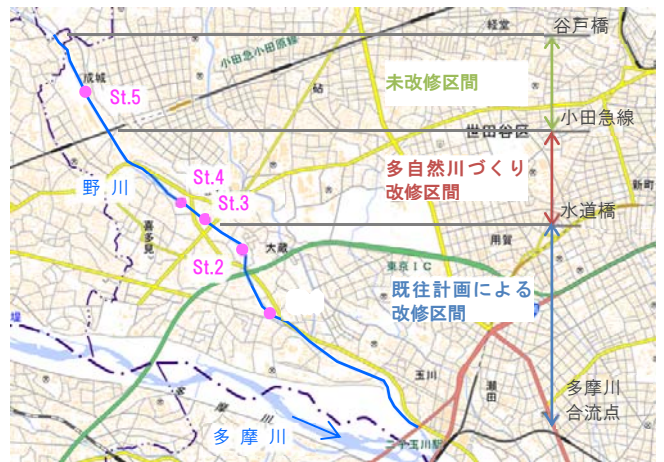 谷戸橋
経堂
小田急小田原線
成城
砧
未改修区間
St.5
小田急線
世田谷区
多自然川づくり
改修区間
野川
St.4
St.3
新町
水道橋
喜多見
大蔵
用賀
St.2
東京IC
既往計画による
改修区間
堤
玉川
瀬田
多摩川
合流点
多摩川
多摩川
二子玉川駅